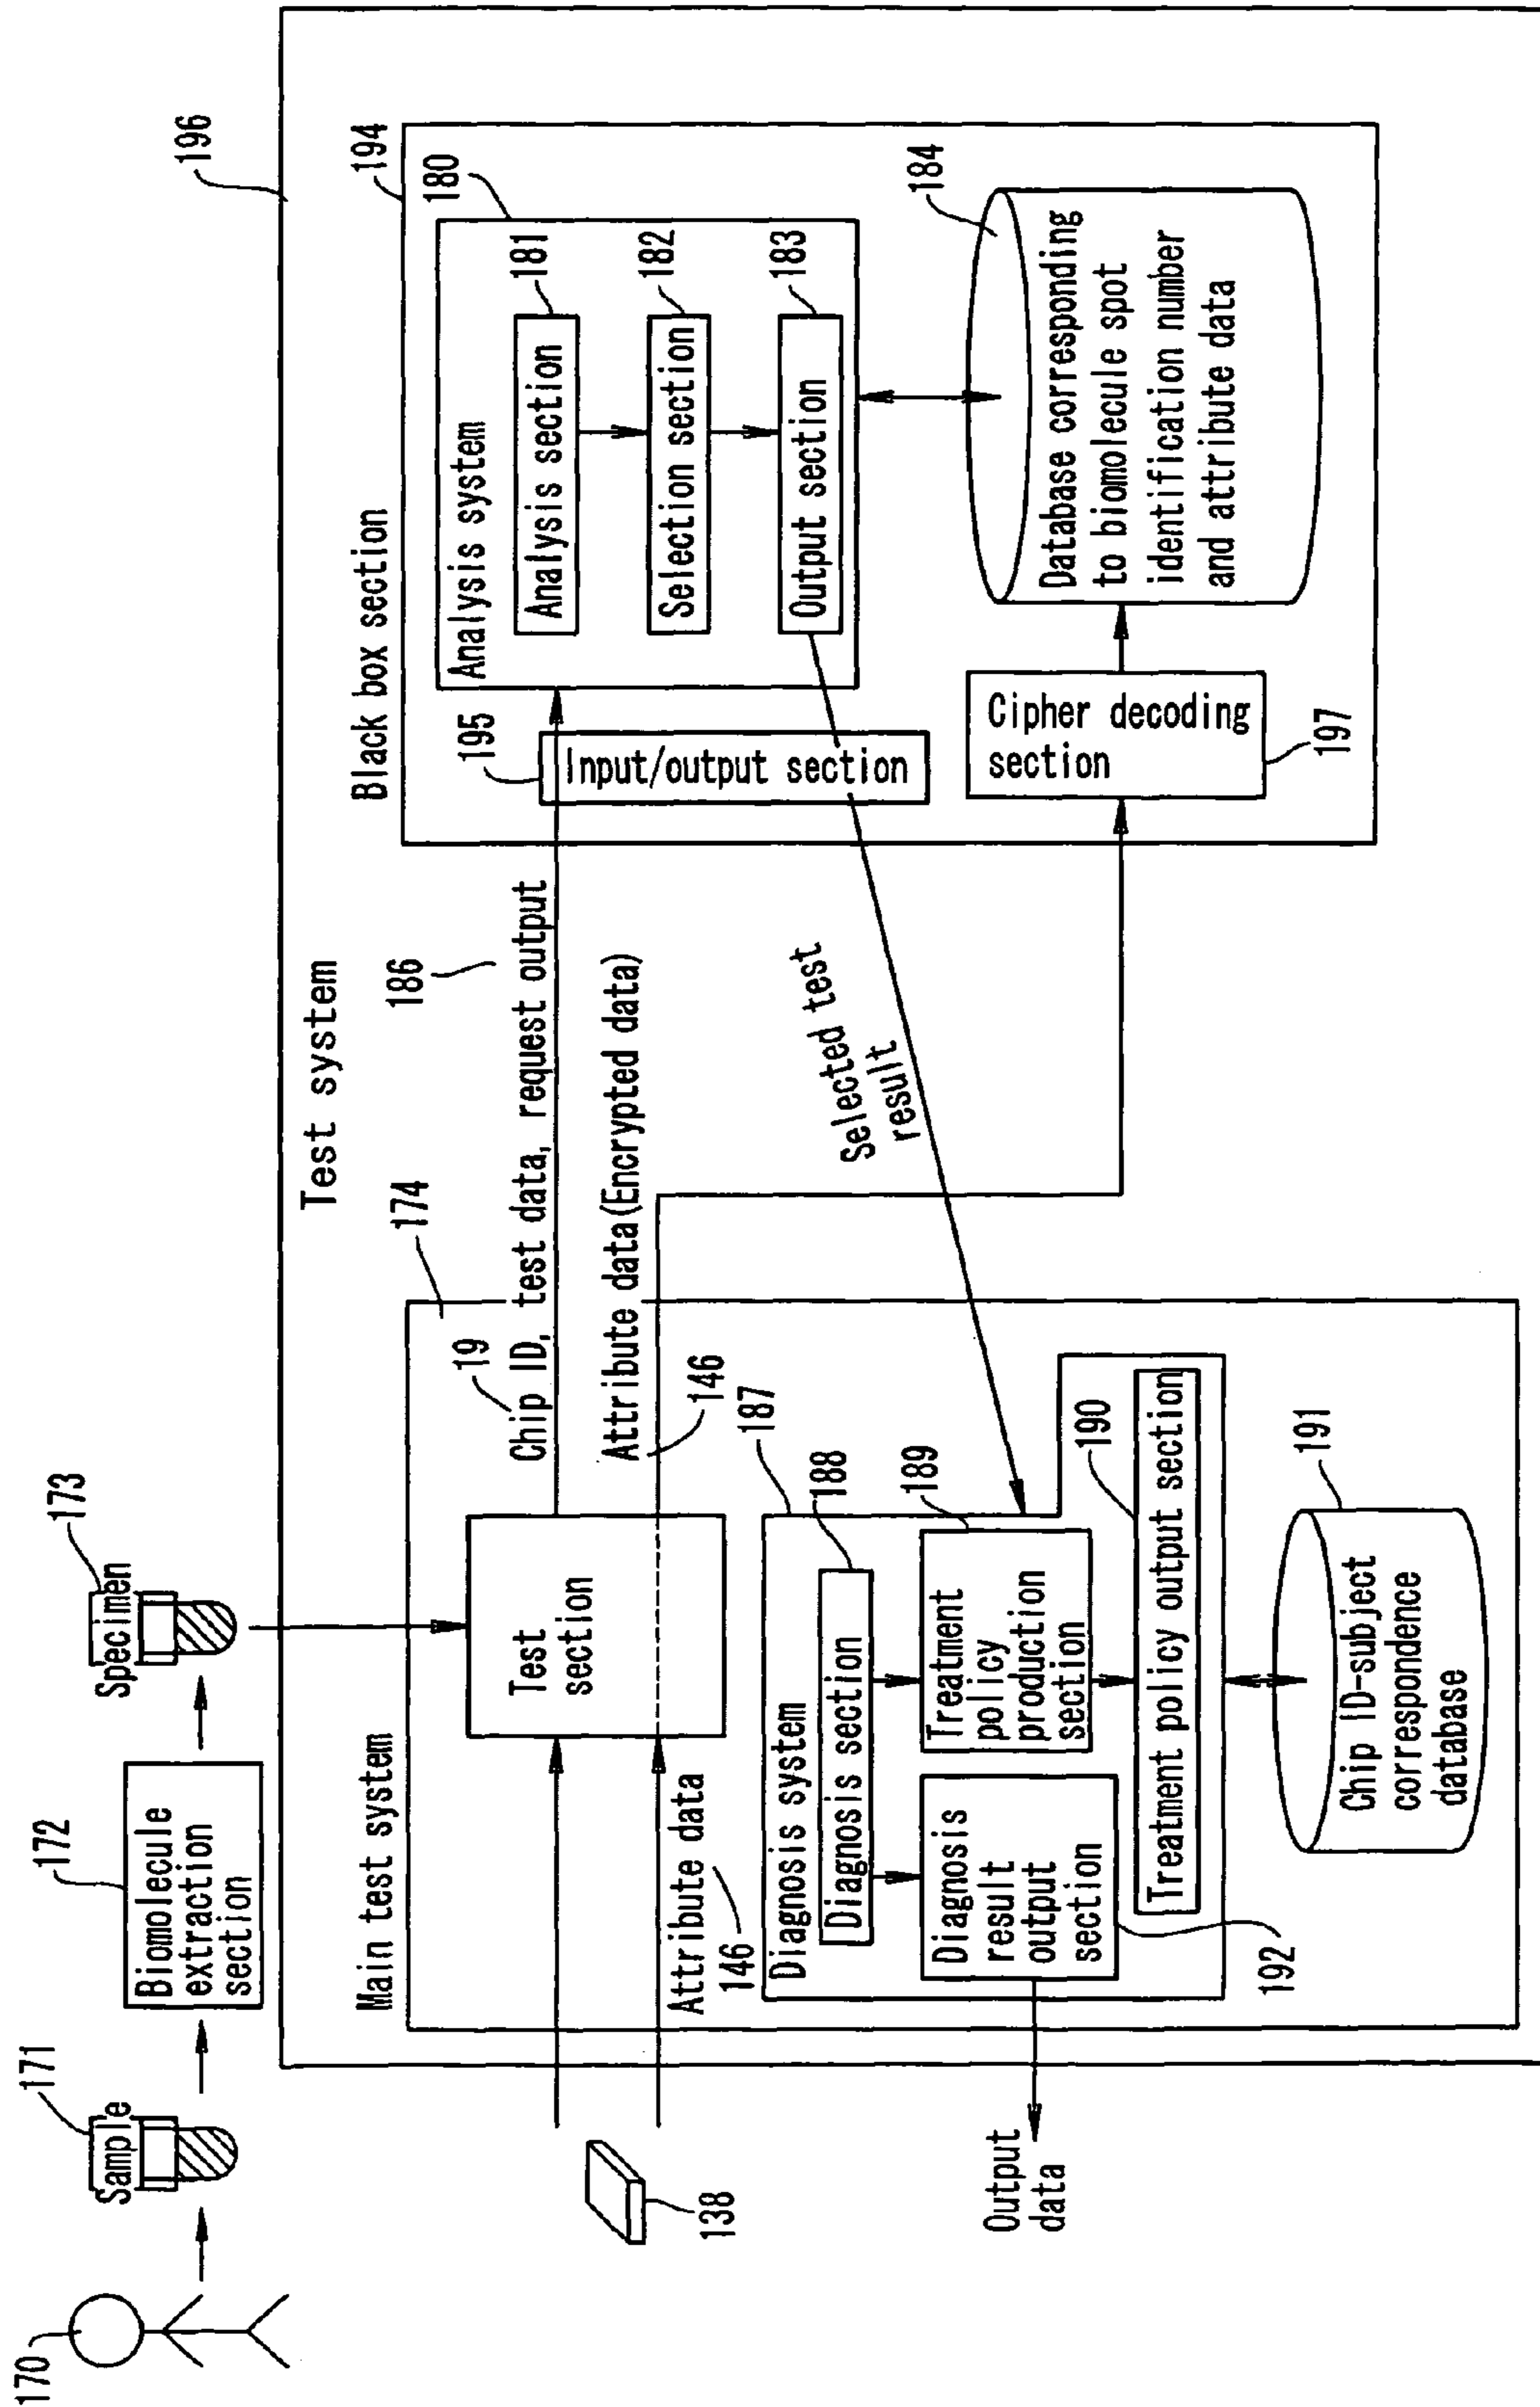 170
171
Sample
172
Biomolecule
extraction
section
173
Specimen
196
Test system
174
Main test system
Test
section
19
Chip ID, test data, request output
186
Attribute data(Encrypted data)
146
Attribute data
146
138
187
Diagnosis system
188
Diagnosis section
189
Treatment
policy
production
section
Diagnosis
result
output
section
192
190
Treatment policy output section
191
Chip ID-subject
correspondence
database
Output
data
Selected test
result
Black box section
194
180
Analysis system
181
Analysis section
182
Selection section
183
Output section
195
Input/output section
184
Database corresponding
to biomolecule spot
identification number
and attribute data
Cipher decoding
section
197